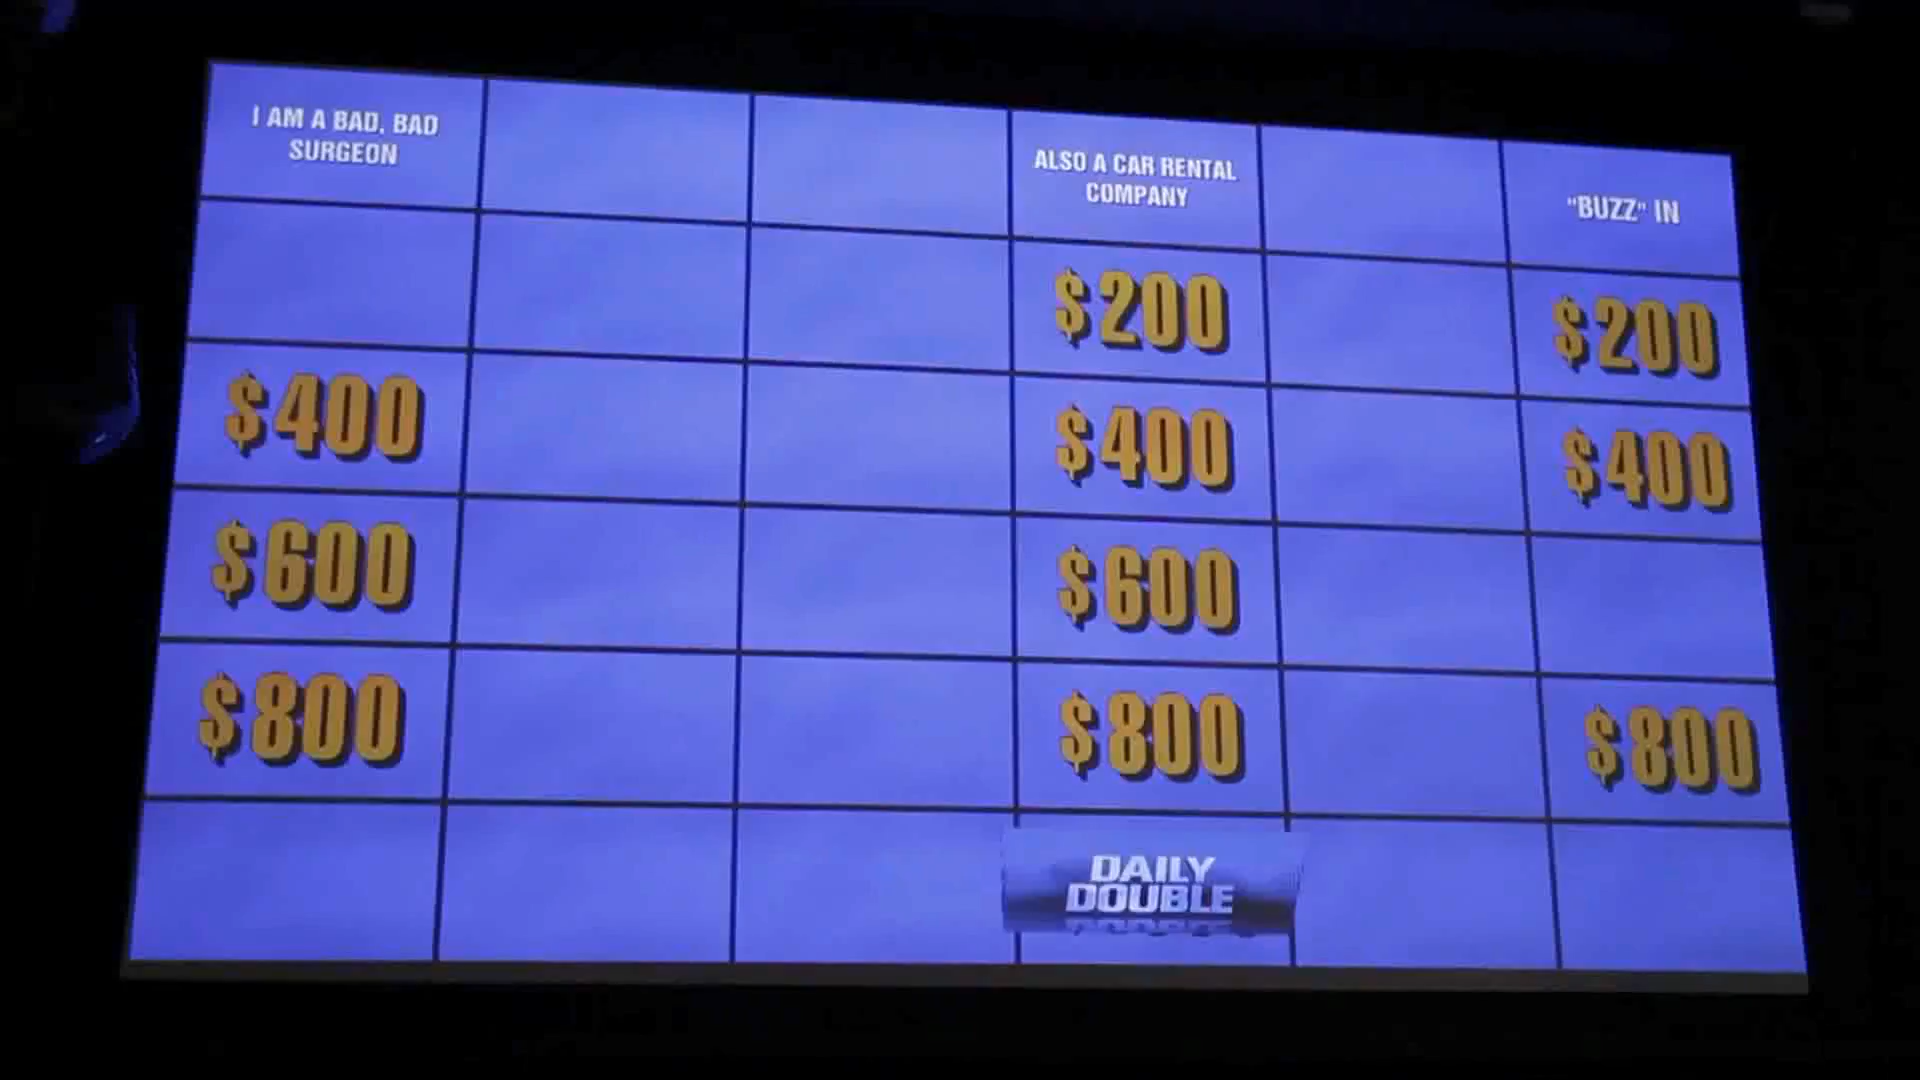 I AM A BAD, BAD
SURGEON
ALSO A CAR RENTAL
COMPANY
"BUZZ" IN
$200
$200
$400
$400
$400
$600
$600
$800
$800
$800
DAILY
DOUBLE